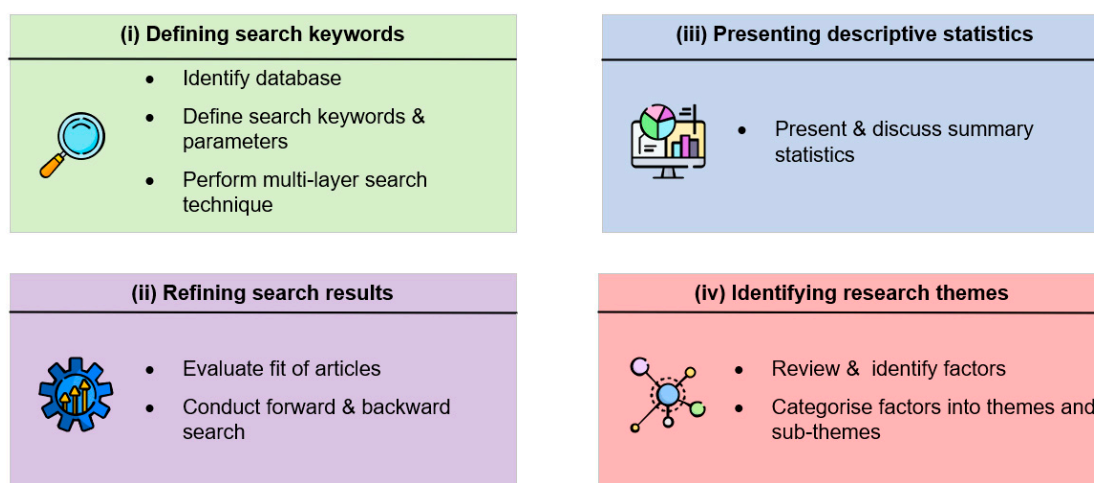 (i) Defining search keywords
• Identify database
• Define search keywords &
parameters
• Perform multi-layer search
technique
(ii) Refining search results
• Evaluate fit of articles
• Conduct forward & backward
search
(iii) Presenting descriptive statistics
• Present & discuss summary
statistics
(iv) Identifying research themes
• Review & identify factors
• Categorise factors into themes and
sub-themes